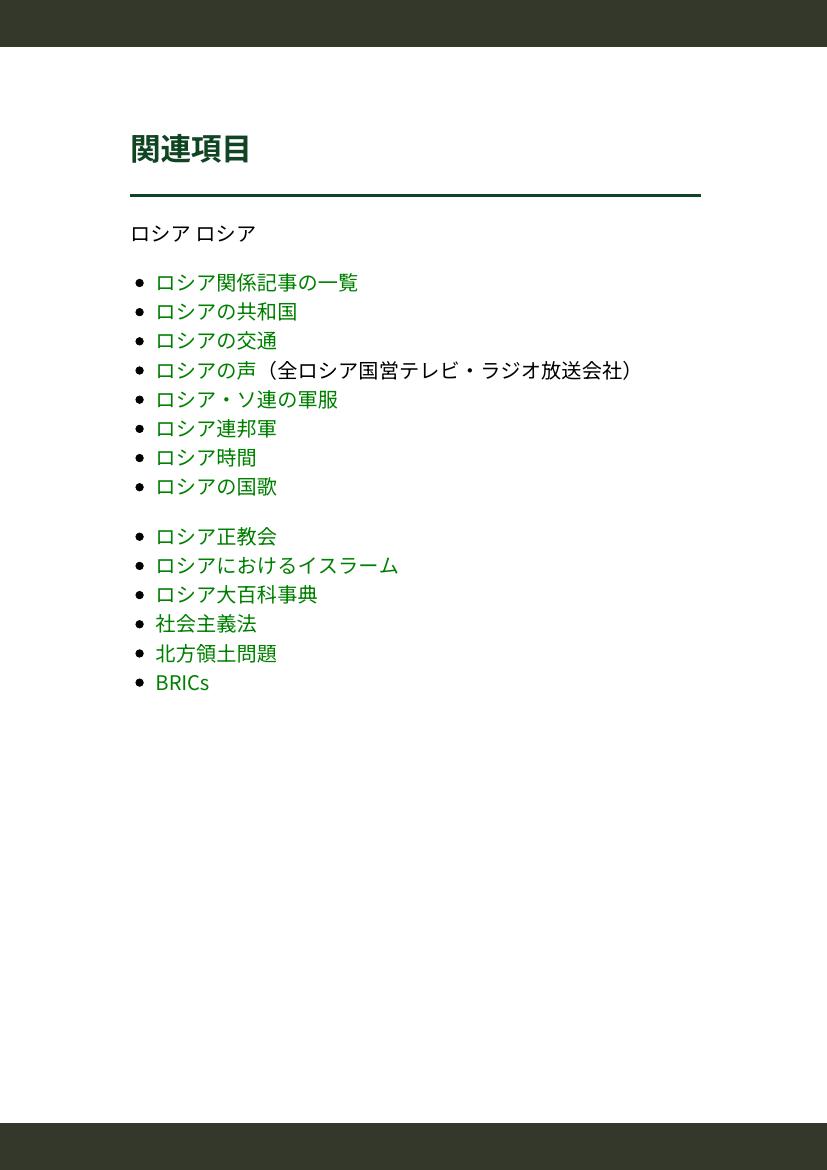 関連項目
ロシア ロシア
ロシア関係記事の一覧
ロシアの共和国
ロシアの交通
ロシアの声（全ロシア国営テレビ・ラジオ放送会社）
ロシア・ソ連の軍服
ロシア連邦軍
ロシア時間
ロシアの国歌
ロシア正教会
ロシアにおけるイスラーム
ロシア大百科事典
社会主義法
北方領土問題
BRICs